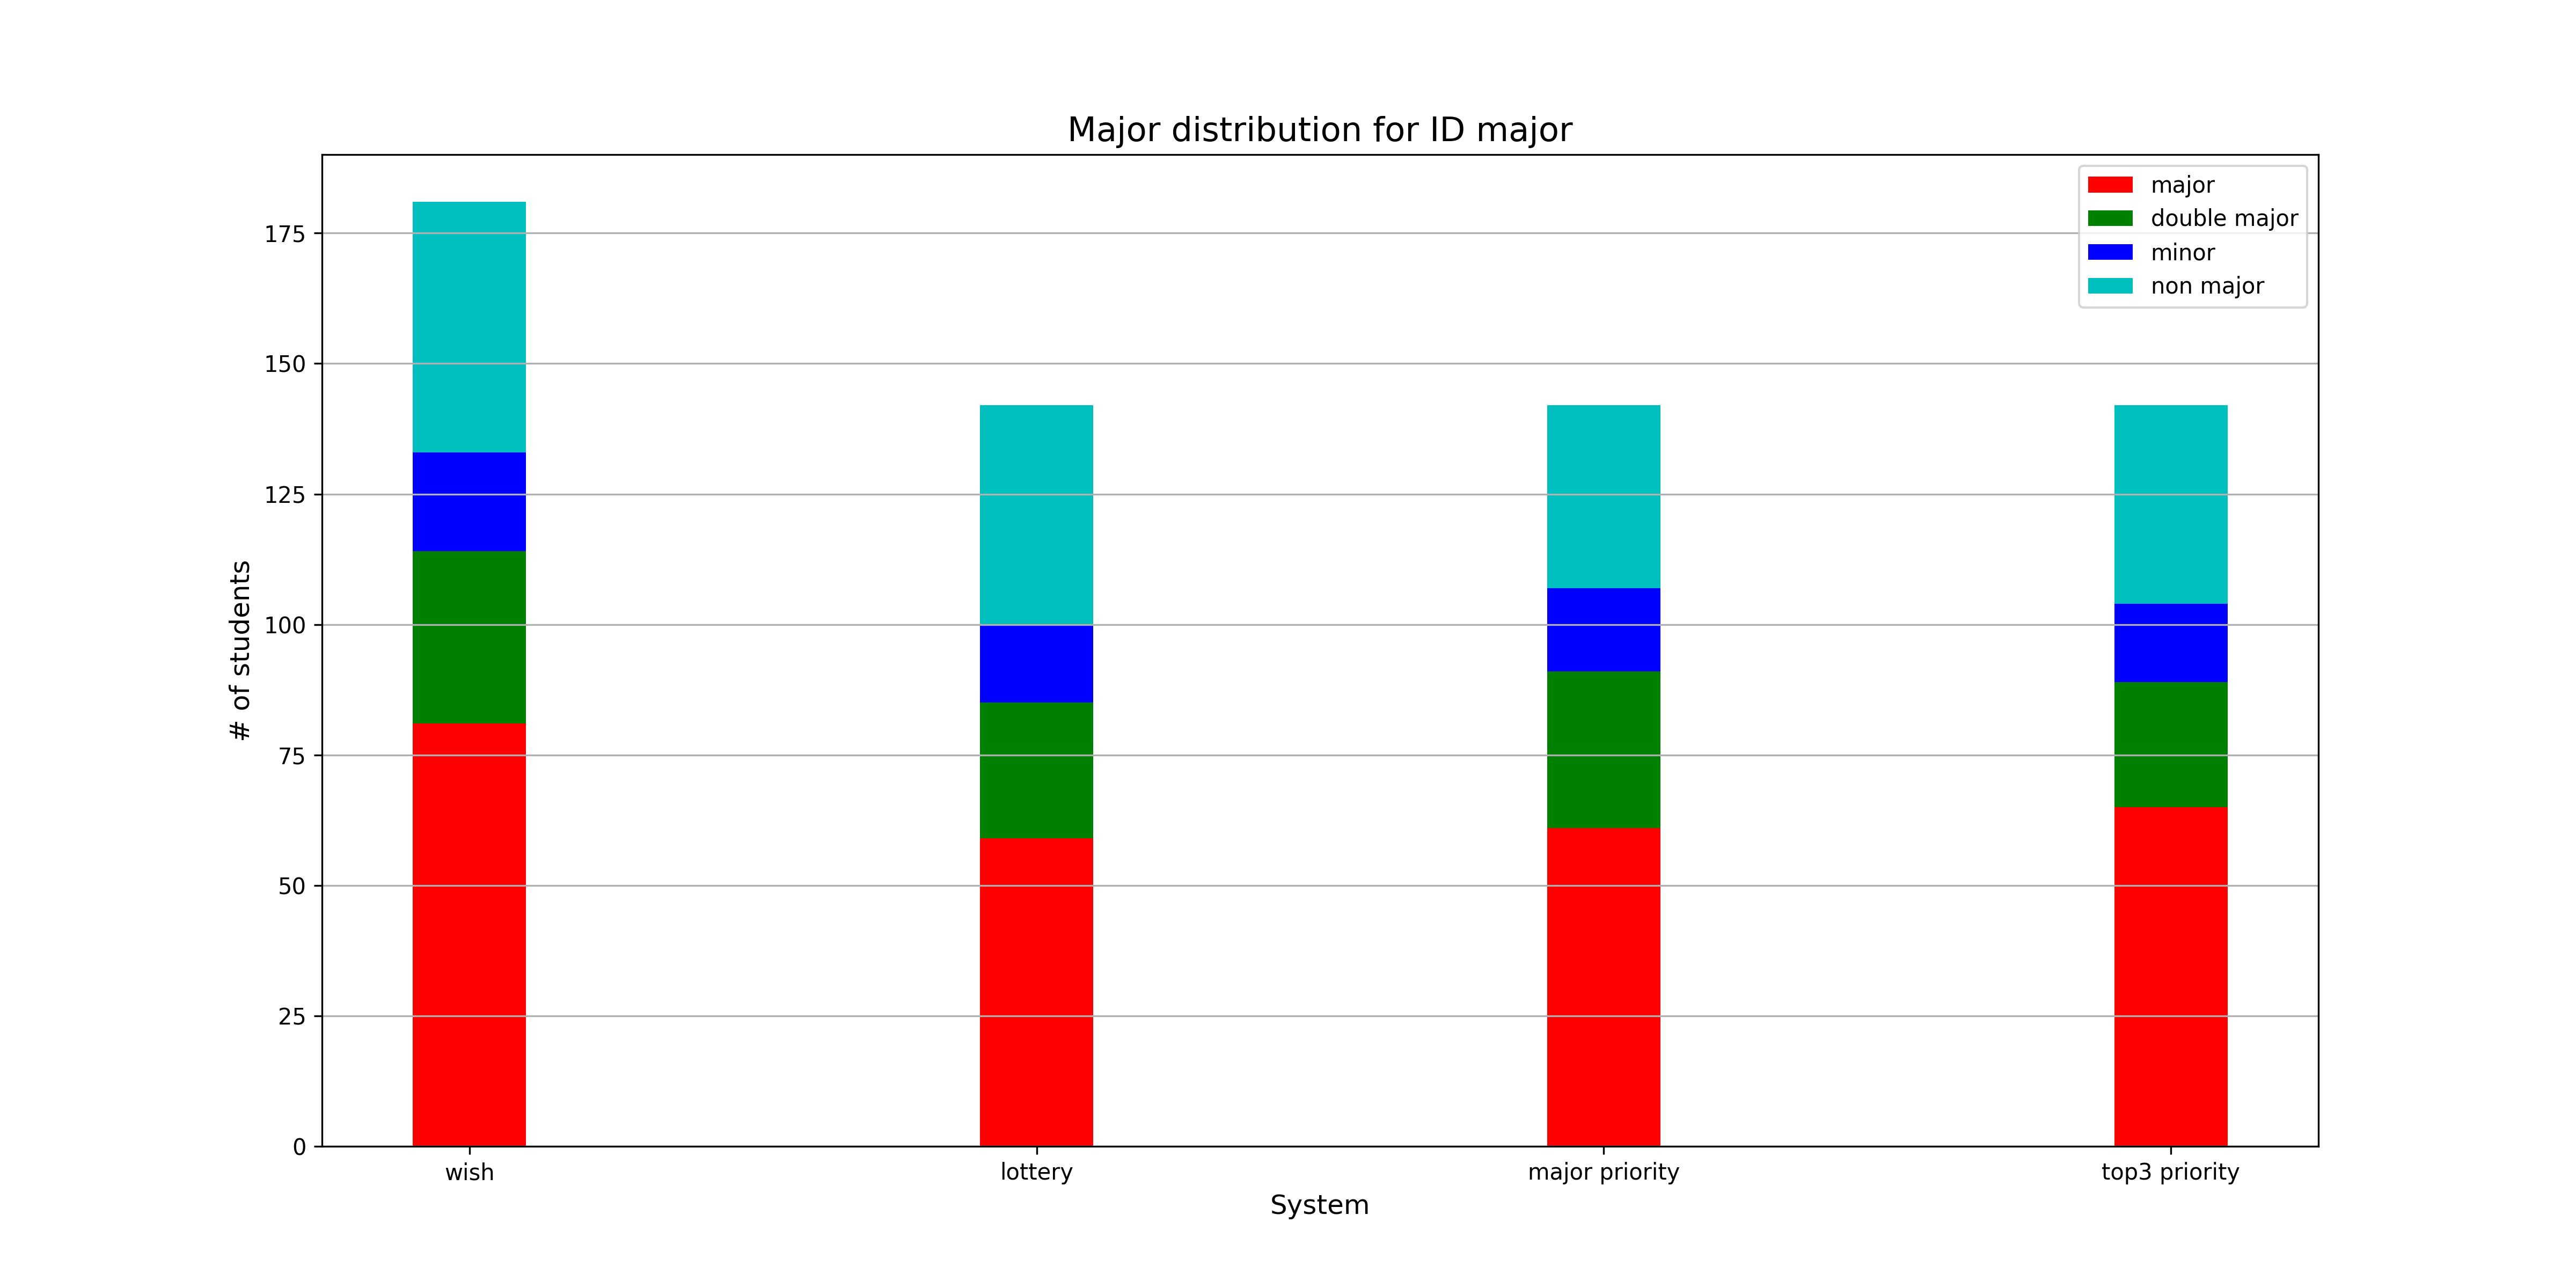 Major distribution for ID major
major
double major
minor
non major
175
150
125
100
75
50
25
0
# of students
wish
lottery
major priority
top3 priority
System